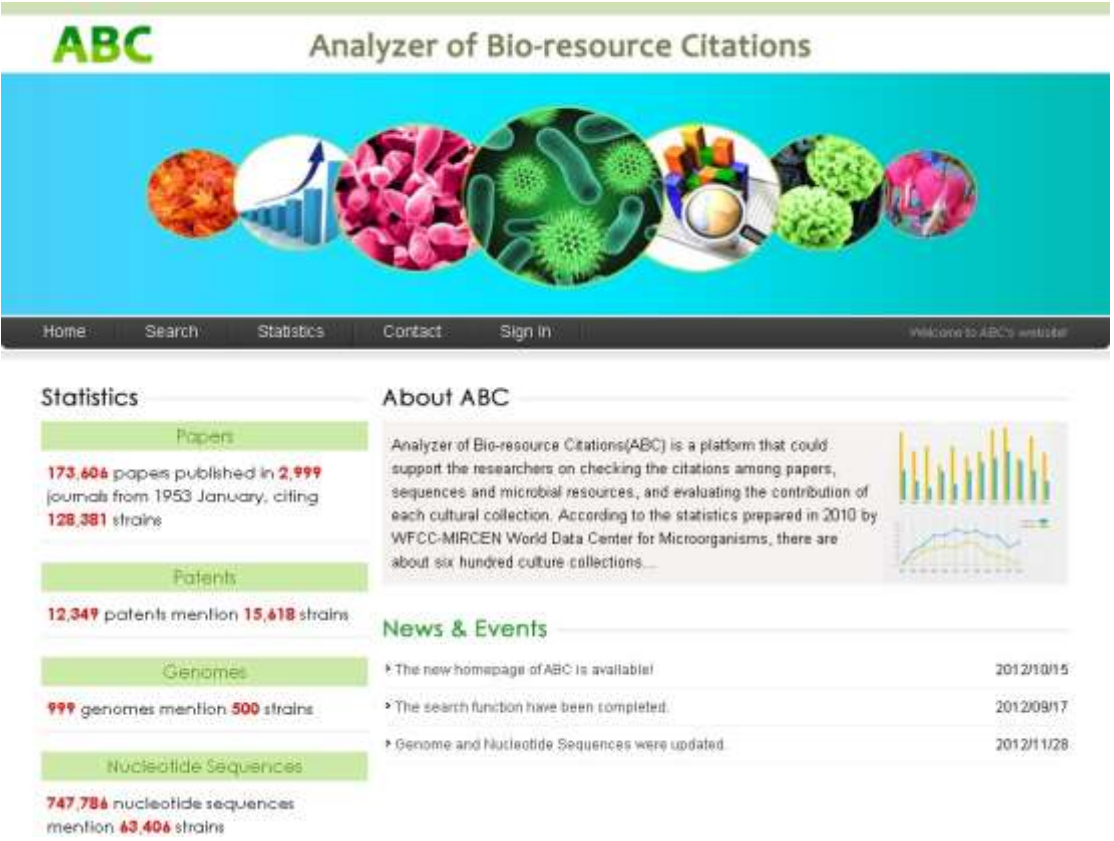 ABC
Analyzer of Bio-resource Citations
Home
Search
Statistics
Contact
Sign In
Welcome to ABC's website!
Statistics
Papers
173,606 papers published in 2,999
journals from 1953 January, citing
128,381 strains
Patents
12,349 patents mention 15,618 strains
Genomes
999 genomes mention 500 strains
Nucleotide Sequences
747,786 nucleotide sequences
mention 63,406 strains
About ABC
Analyzer of Bio-resource Citations(ABC) is a platform that could
support the researchers on checking the citations among papers,
sequences and microbial resources, and evaluating the contribution of
each cultural collection. According to the statistics prepared in 2010 by
WFCC-MIRCEN World Data Center for Microorganisms, there are
about six hundred culture collections....
News & Events
The new homepage of ABC is available! 2012/10/15
The search function have been completed. 2012/09/17
Genome and Nucleotide Sequences were updated. 2012/11/28